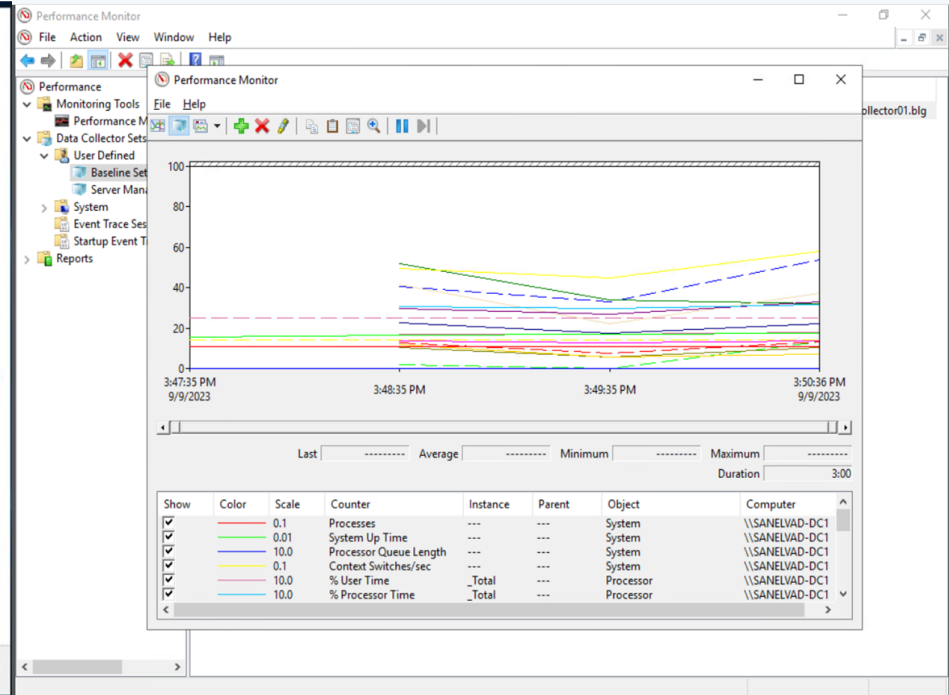 Performance Monitor
File Action View Window Help
Performance
Monitoring Tools
Performance M
Data Collector Sets
User Defined
Baseline Set
Server Mana
System
Event Trace Ses
Startup Event T
Reports
ollector01.blg
Performance Monitor
File Help
100
80
60
40
20
0
3:47:35 PM 3:48:35 PM 3:49:35 PM 3:50:36 PM
9/9/2023 9/9/2023
Last --------- Average --------- Minimum --------- Maximum ---------
Duration 3:00
Show Color Scale Counter Instance Parent Object Computer
0.1 Processes --- --- System \\SANELVAD-DC1
0.01 System Up Time --- --- System \\SANELVAD-DC1
10.0 Processor Queue Length --- --- System \\SANELVAD-DC1
0.1 Context Switches/sec --- --- System \\SANELVAD-DC1
10.0 % User Time _Total --- Processor \\SANELVAD-DC1
10.0 % Processor Time _Total --- Processor \\SANELVAD-DC1